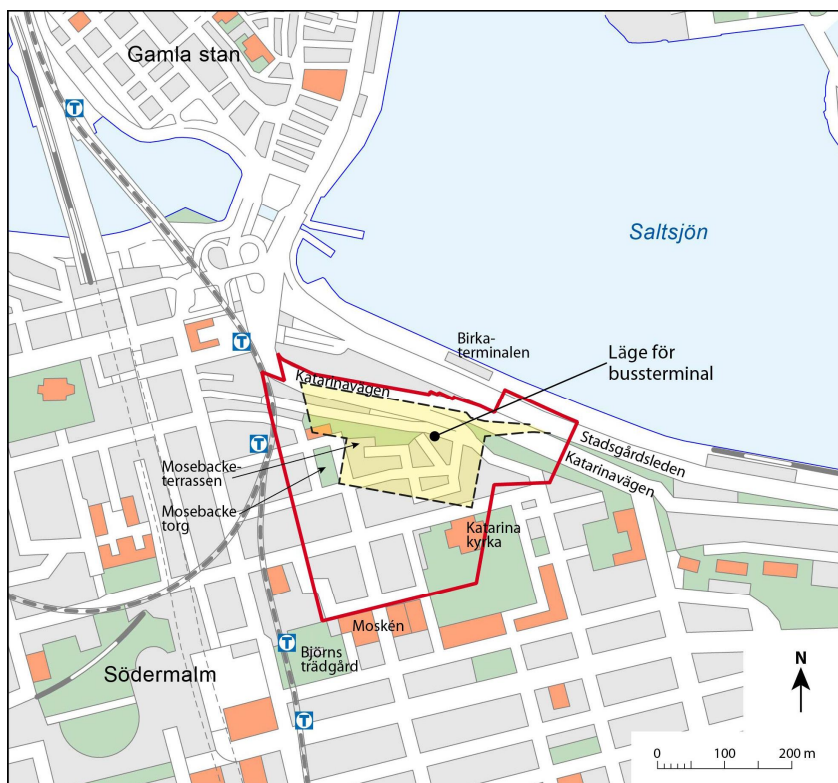 Gamla stan
T
Saltsjön
Birka-
terminalen
T
Läge för
bussterminal
Katarinavägen
T
Stadsgårdsleden
Katarinavägen
Mosebacke-
terrassen
Mosebacke
torg
Katarina
kyrka
Moskén
T
Björns
trädgård
Södermalm
T
N
0 100 200 m